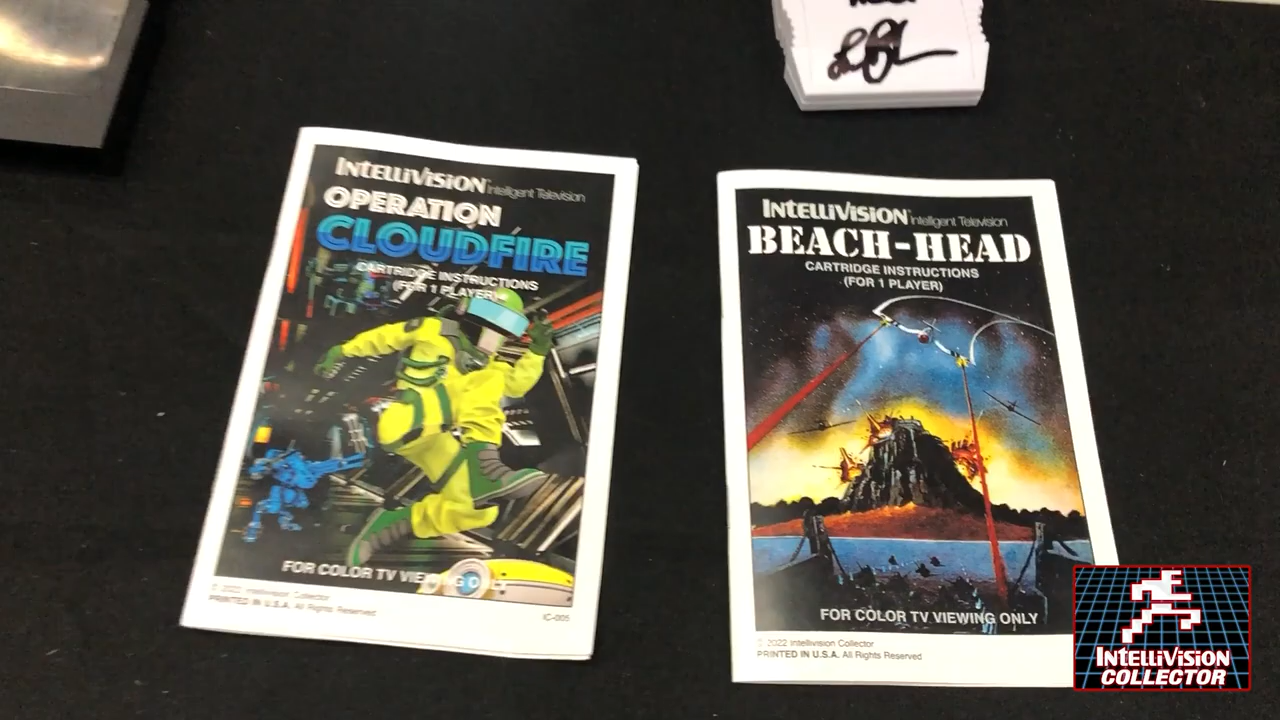 INTELLIVISION Intelligent Television
OPERATION
CLOUDFIRE
CARTRIDGE INSTRUCTIONS
(FOR 1 PLAYER)
FOR COLOR TV VIEWING ONLY
© 2022 Intellivision Collector
PRINTED IN U.S.A. All Rights Reserved
IC-005
INTELLIVISION Intelligent Television
BEACH-HEAD
CARTRIDGE INSTRUCTIONS
(FOR 1 PLAYER)
FOR COLOR TV VIEWING ONLY
© 2022 Intellivision Collector
PRINTED IN U.S.A. All Rights Reserved
INTELLIVISION
COLLECTOR